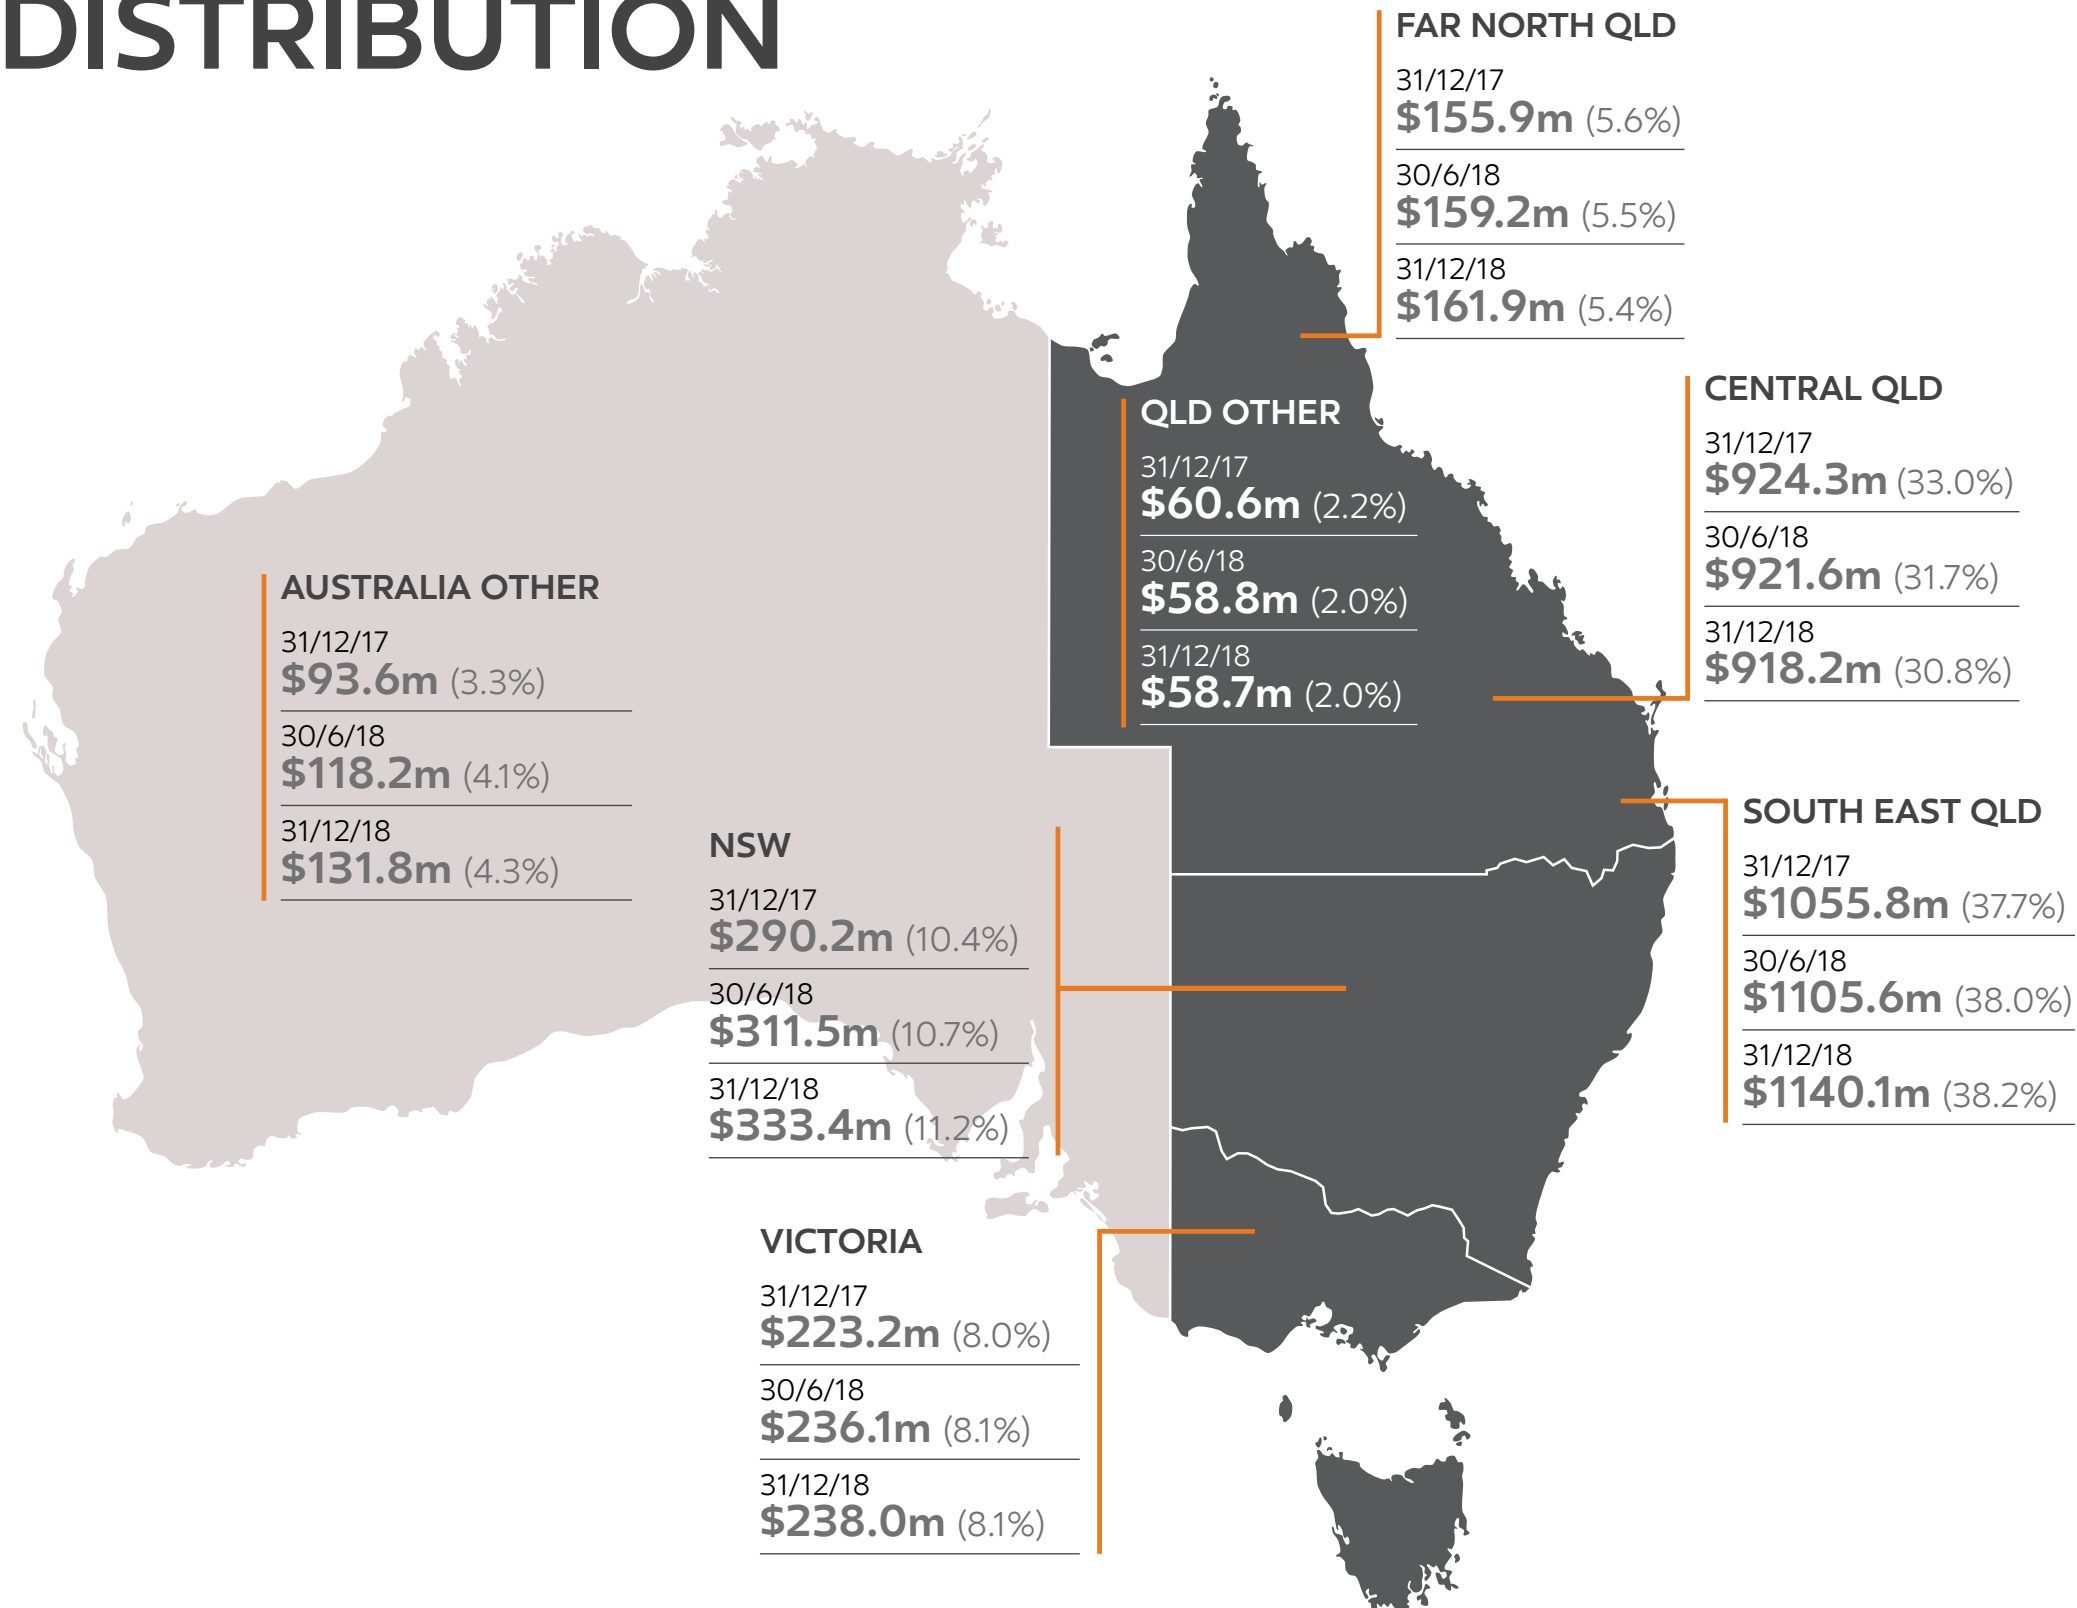 DISTRIBUTION
FAR NORTH QLD
31/12/17
$155.9m (5.6%)
30/6/18
$159.2m (5.5%)
31/12/18
$161.9m (5.4%)
CENTRAL QLD
31/12/17
$924.3m (33.0%)
30/6/18
$921.6m (31.7%)
31/12/18
$918.2m (30.8%)
QLD OTHER
31/12/17
$60.6m (2.2%)
30/6/18
$58.8m (2.0%)
31/12/18
$58.7m (2.0%)
AUSTRALIA OTHER
31/12/17
$93.6m (3.3%)
30/6/18
$118.2m (4.1%)
31/12/18
$131.8m (4.3%)
SOUTH EAST QLD
31/12/17
$1055.8m (37.7%)
30/6/18
$1105.6m (38.0%)
31/12/18
$1140.1m (38.2%)
NSW
31/12/17
$290.2m (10.4%)
30/6/18
$311.5m (10.7%)
31/12/18
$333.4m (11.2%)
VICTORIA
31/12/17
$223.2m (8.0%)
30/6/18
$236.1m (8.1%)
31/12/18
$238.0m (8.1%)